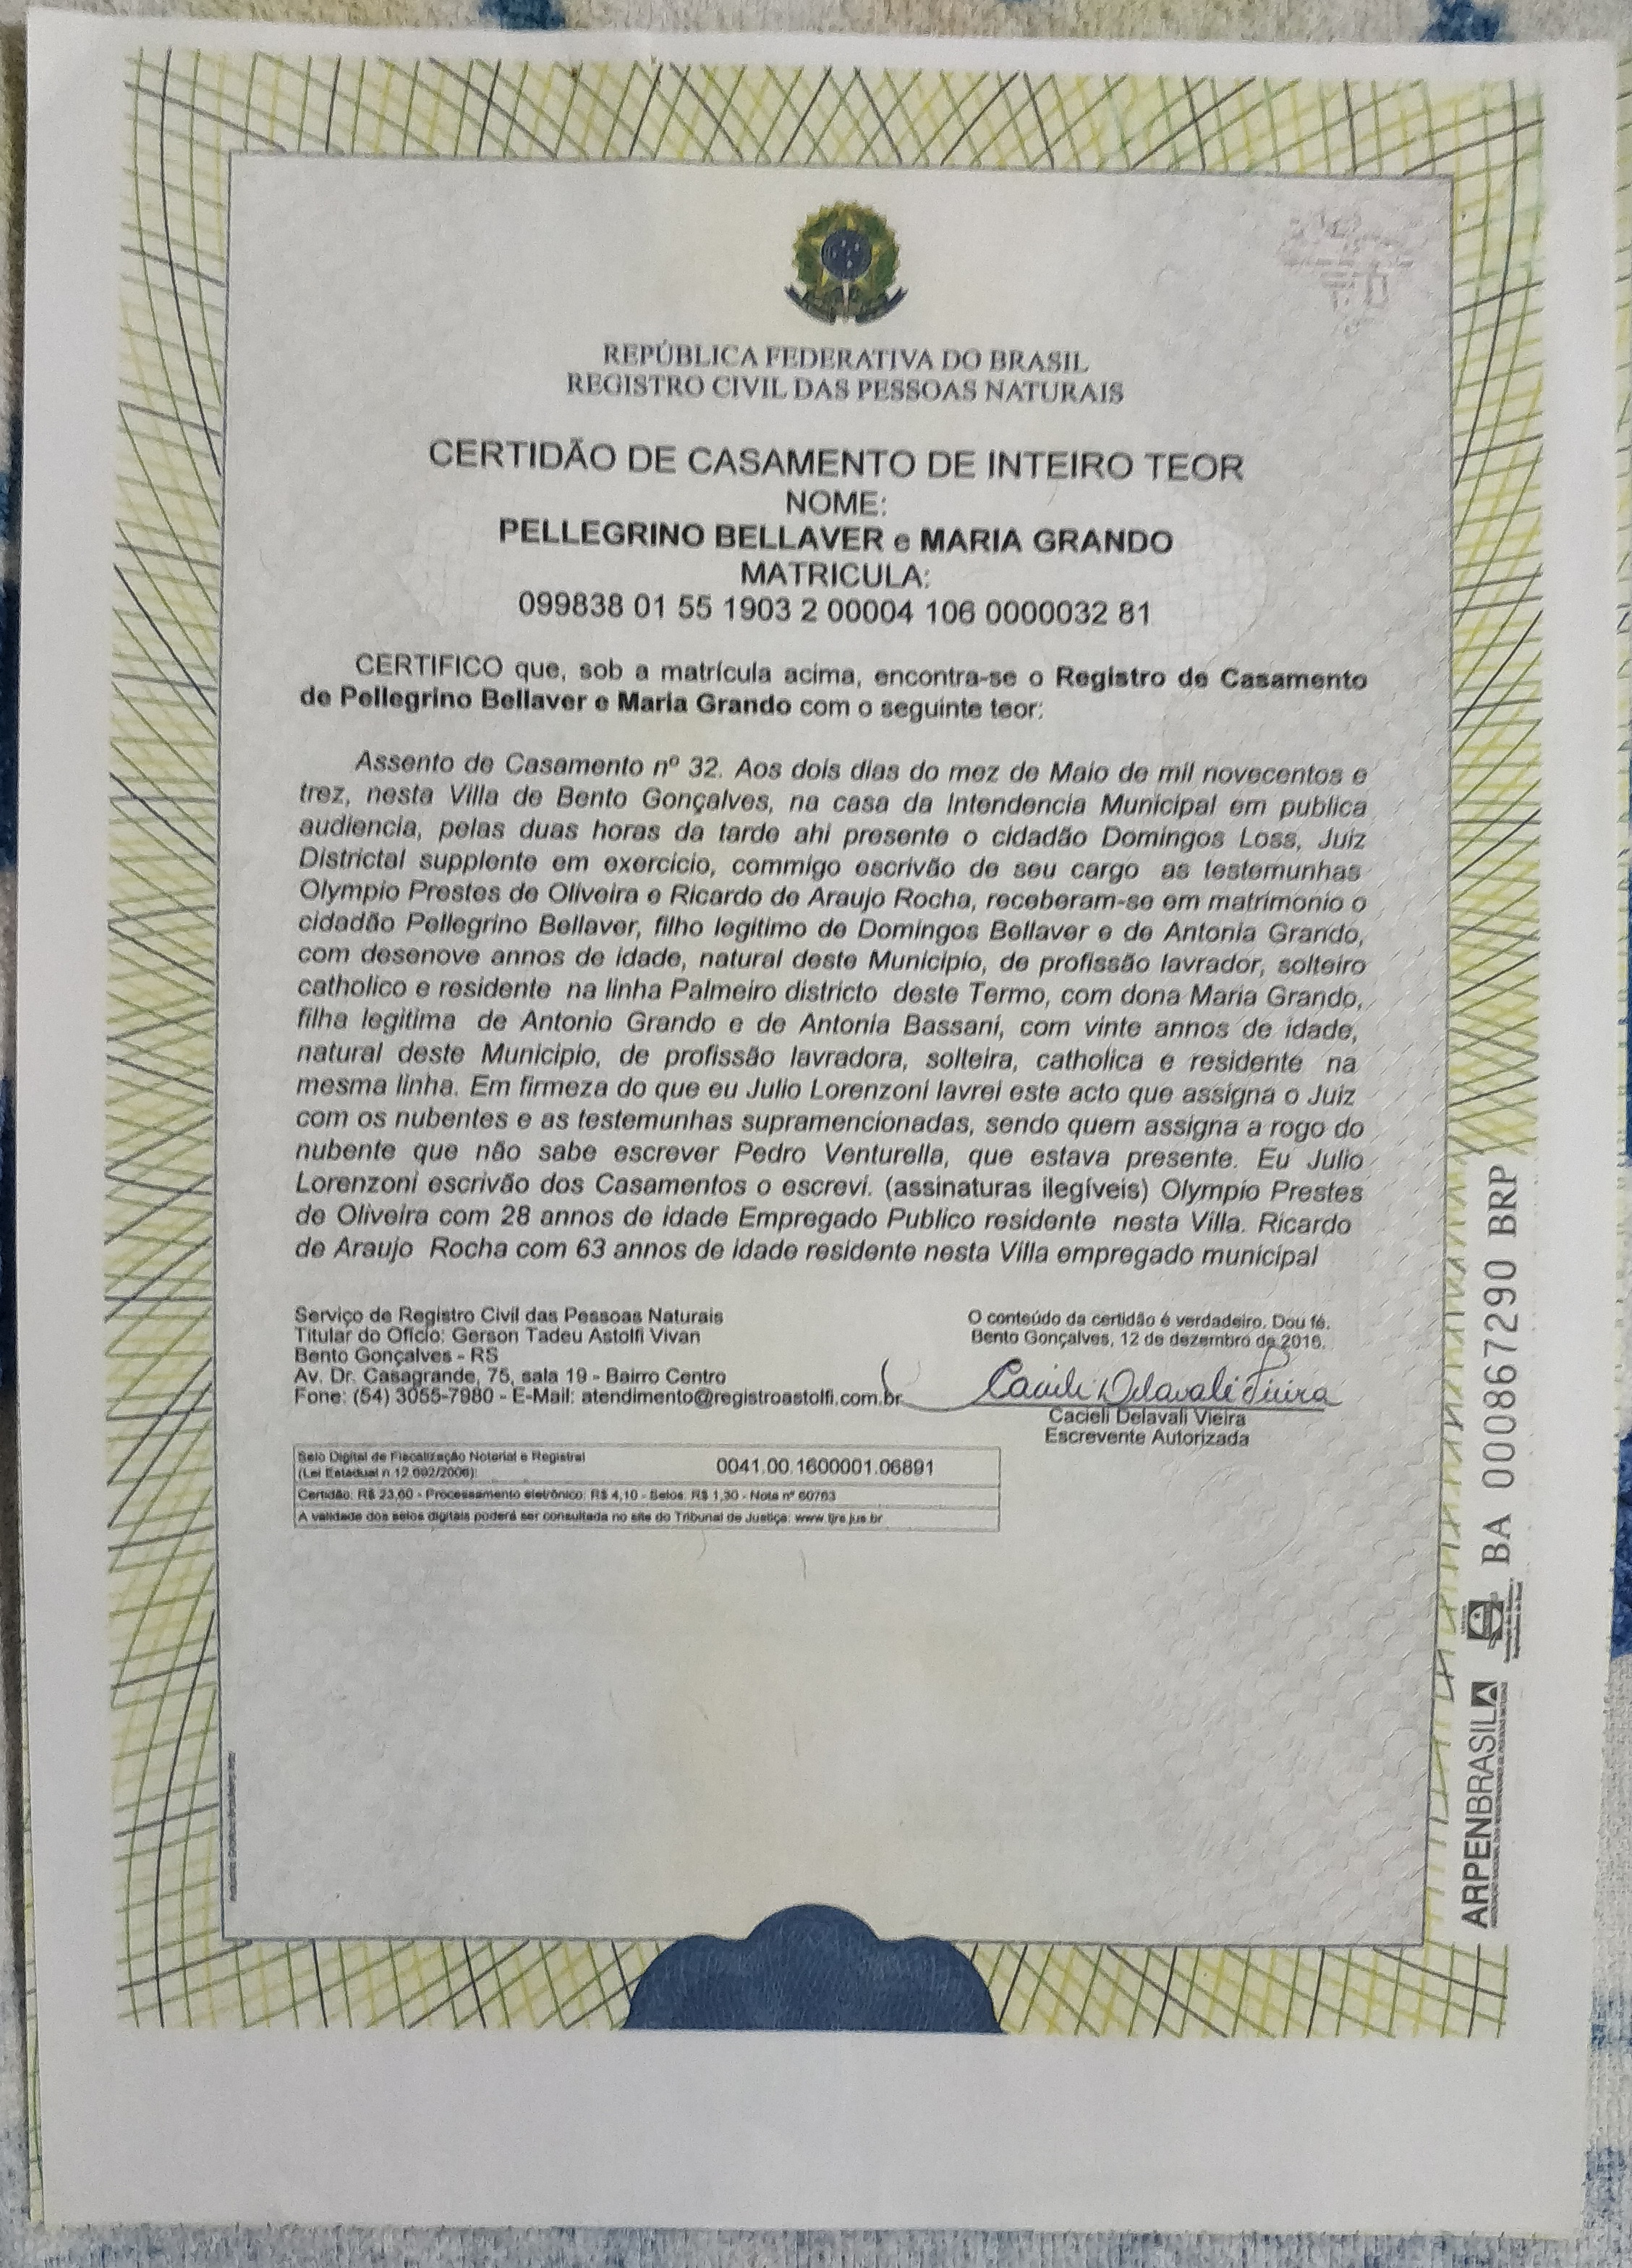 REPÚBLICA FEDERATIVA DO BRASIL
REGISTRO CIVIL DAS PESSOAS NATURAIS
CERTIDÃO DE CASAMENTO DE INTEIRO TEOR
NOME:
PELLEGRINO BELLAVER e MARIA GRANDO
MATRICULA:
099838 01 55 1903 2 00004 106 0000032 81
CERTIFICO que, sob a matrícula acima, encontra-se o Registro de Casamento
de Pellegrino Bellaver e Maria Grando com o seguinte teor:
Assento de Casamento nº 32. Aos dois dias do mez de Maio de mil novecentos e
trez, nesta Villa de Bento Gonçalves, na casa da Intendencia Municipal em publica
audiencia, pelas duas horas da tarde ahi presente o cidadão Domingos Loss, Juiz
Districtal supplente em exercicio, commigo escrivão de seu cargo as testemunhas
Olympio Prestes de Oliveira e Ricardo de Araujo Rocha, receberam-se em matrimonio o
cidadão Pellegrino Bellaver, filho legitimo de Domingos Bellaver e de Antonia Grando,
com desenove annos de idade, natural deste Municipio, de profissão lavrador, solteiro
catholico e residente na linha Palmeiro districto deste Termo, com dona Maria Grando,
filha legitima de Antonio Grando e de Antonia Bassani, com vinte annos de idade,
natural deste Municipio, de profissão lavradora, solteira, catholica e residente na
mesma linha. Em firmeza do que eu Julio Lorenzoni lavrei este acto que assigna o Juiz
com os nubentes e as testemunhas supramencionadas, sendo quem assigna a rogo do
nubente que não sabe escrever Pedro Venturella, que estava presente. Eu Julio
Lorenzoni escrivão dos Casamentos o escrevi. (assinaturas ilegíveis) Olympio Prestes
de Oliveira com 28 annos de idade Empregado Publico residente nesta Villa. Ricardo
de Araujo Rocha com 63 annos de idade residente nesta Villa empregado municipal
Serviço de Registro Civil das Pessoas Naturais
Titular do Ofício: Gerson Tadeu Astolfi Vivan
Bento Gonçalves - RS
Av. Dr. Casagrande, 75, sala 19 - Bairro Centro
Fone: (54) 3055-7980 - E-Mail: atendimento@registroastolfi.com.br
O conteúdo da certidão é verdadeiro. Dou fé.
Bento Gonçalves, 12 de dezembro de 2016.
Cacieli Delavali Vieira
Cacieli Delavali Vieira
Escrevente Autorizada
Selo Digital de Fiscalização Notarial e Registral
(Lei Estadual n.12.692/2006):
0041.00.1600001.06891
Certidão: R$ 23,60 - Processamento eletrônico: R$ 4,10 - Selos: R$ 1,30 - Nota nº 60763
A validade dos selos digitais poderá ser consultada no site do Tribunal de Justiça: www.tjrs.jus.br
BA 000867290 BRP
ARPENBRASIL